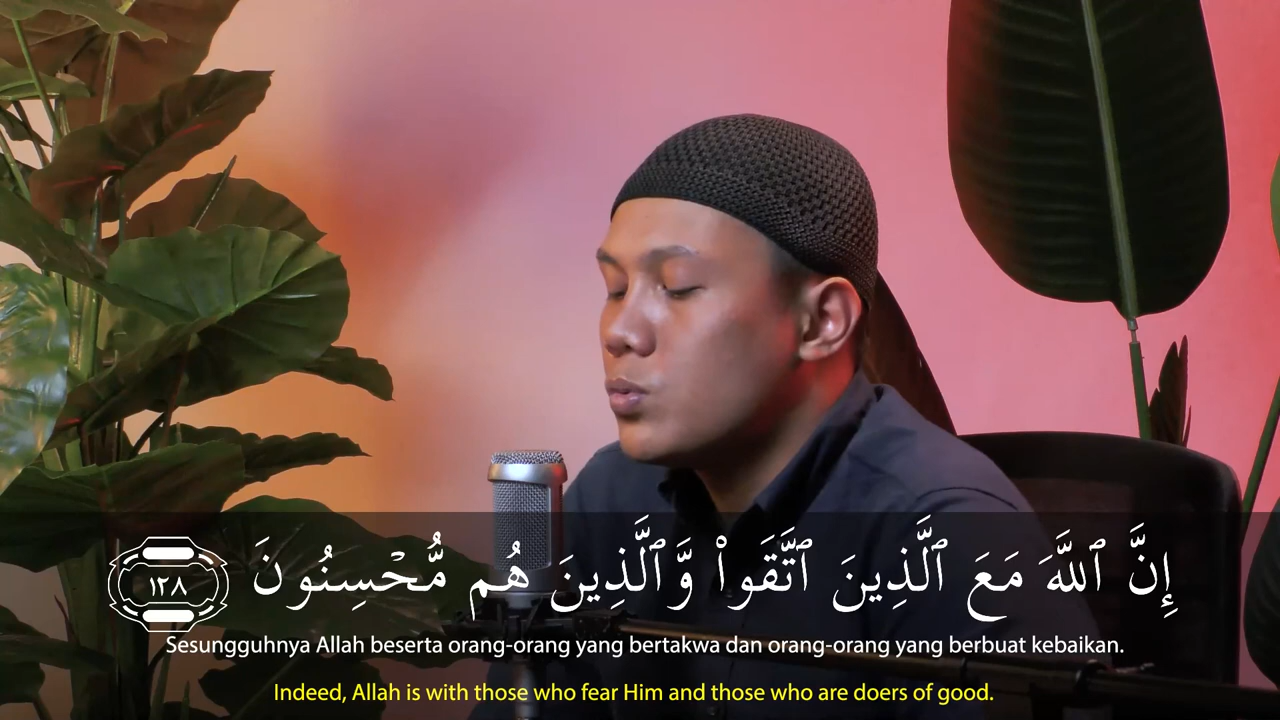 إِنَّ ٱللَّهَ مَعَ ٱلَّذِينَ ٱتَّقَوا۟ وَّٱلَّذِينَ هُم مُّحْسِنُونَ ١٢٨
Sesungguhnya Allah beserta orang-orang yang bertakwa dan orang-orang yang berbuat kebaikan.
Indeed, Allah is with those who fear Him and those who are doers of good.